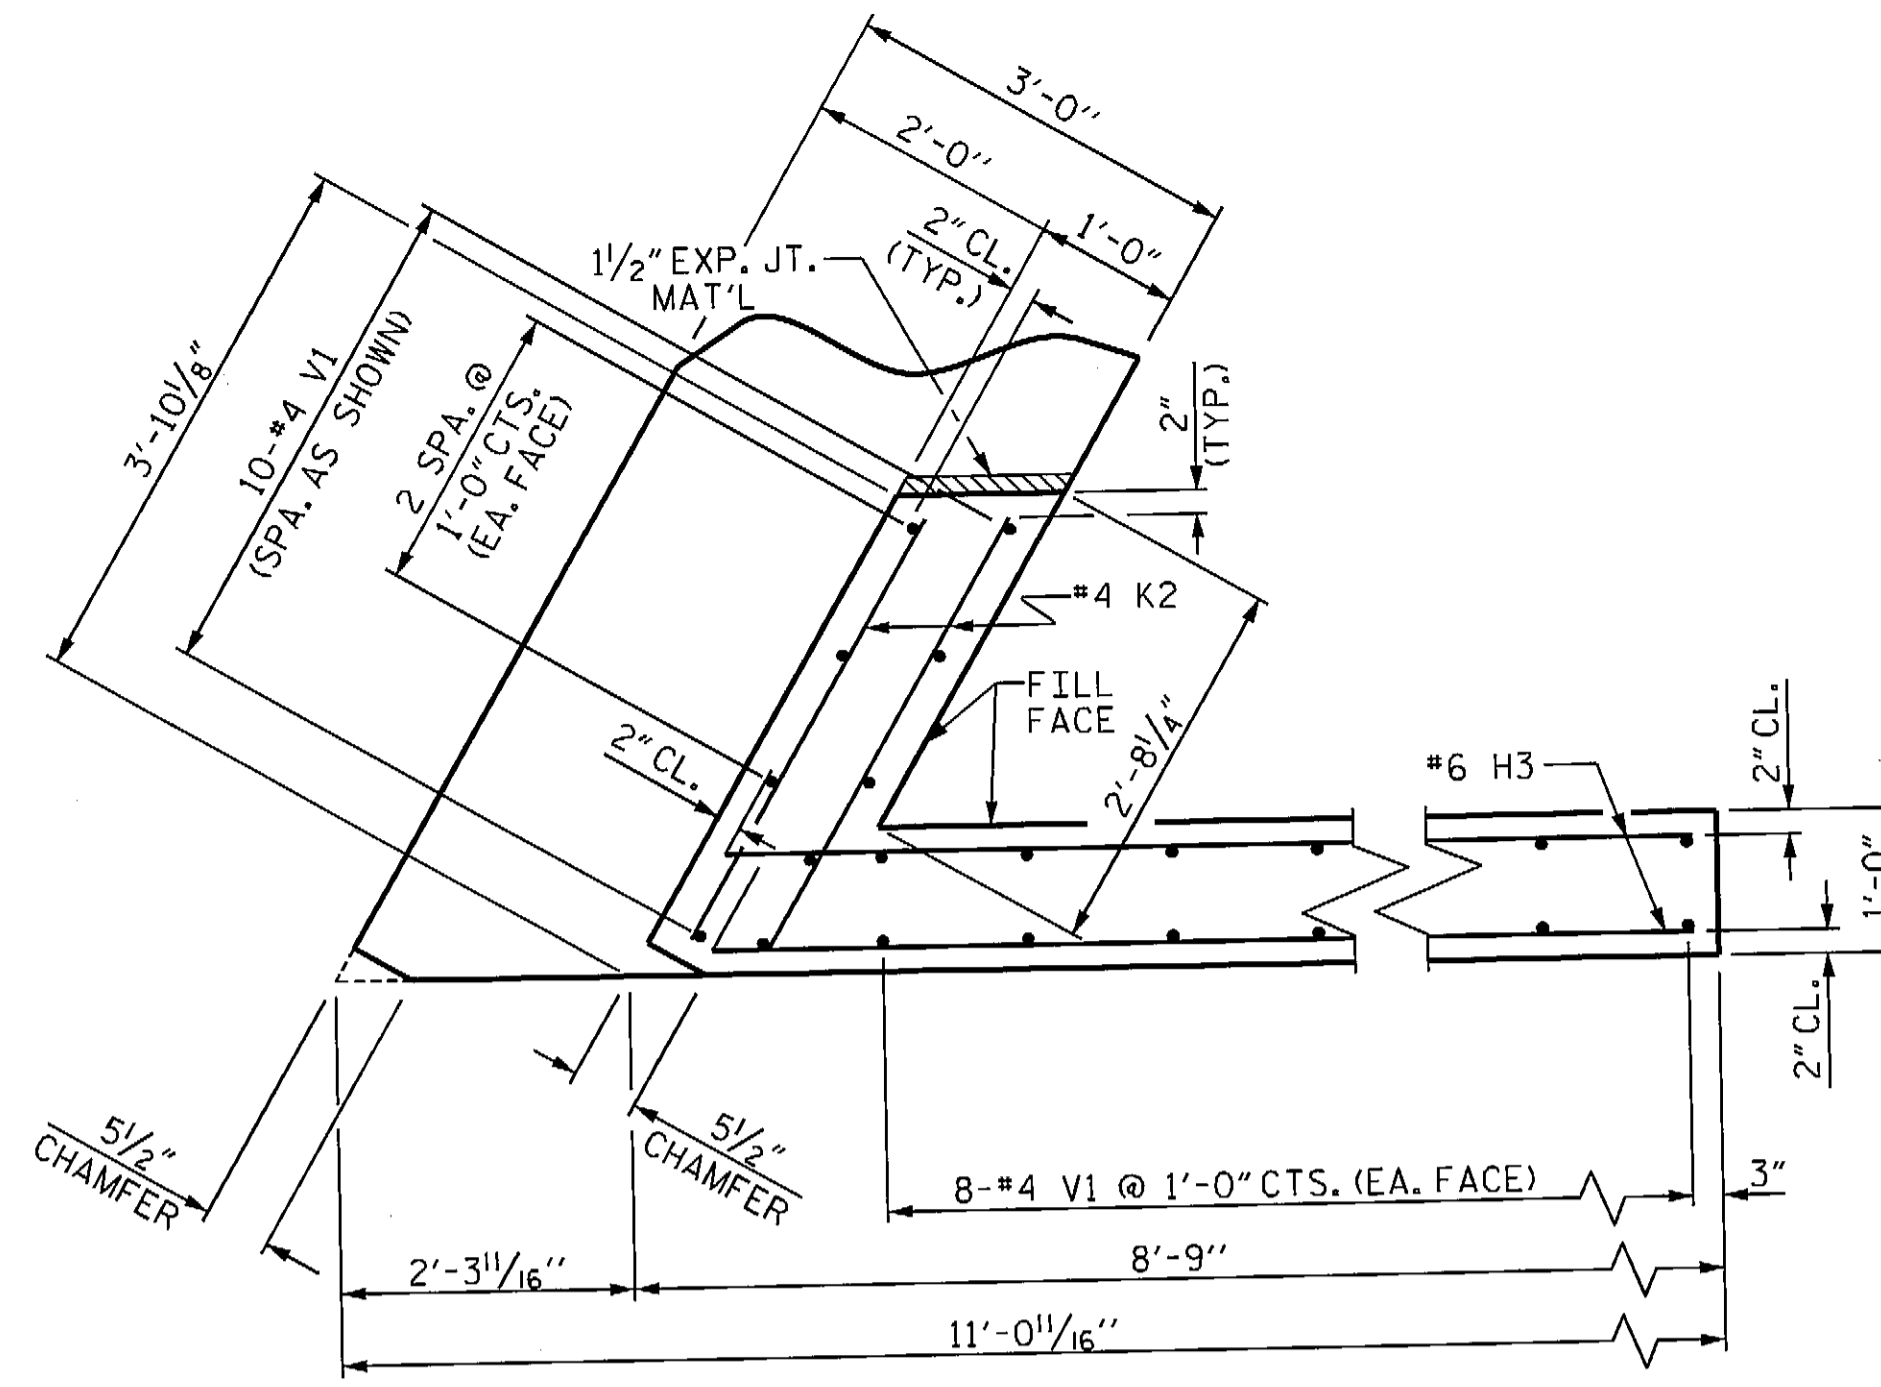 3'-0"
2'-0"
1'-0"
2" CL.
(TYP.)
1 1/2" EXP. JT.
MAT'L
3'-10 1/8"
10-#4 V1
(SPA. AS SHOWN)
2 SPA. @
1'-0" CTS.
(EA. FACE)
2"
(TYP.)
#4 K2
FILL
FACE
2'-8 1/4"
2" CL.
#6 H3
2" CL.
1'-0"
2" CL.
5 1/2"
CHAMFER
5 1/2"
CHAMFER
8-#4 V1 @ 1'-0" CTS. (EA. FACE)
3"
2'-3 11/16"
8'-9"
11'-0 11/16"